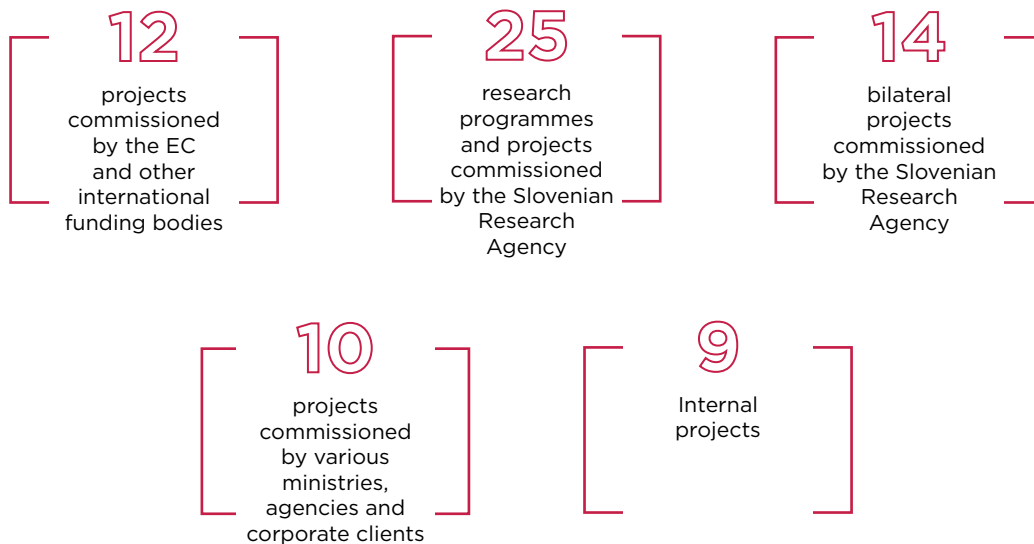 12
projects
commissioned
by the EC
and other
international
funding bodies
25
research
programmes
and projects
commissioned
by the Slovenian
Research
Agency
14
bilateral
projects
commissioned
by the Slovenian
Research
Agency
10
projects
commissioned
by various
ministries,
agencies and
corporate clients
9
Internal
projects